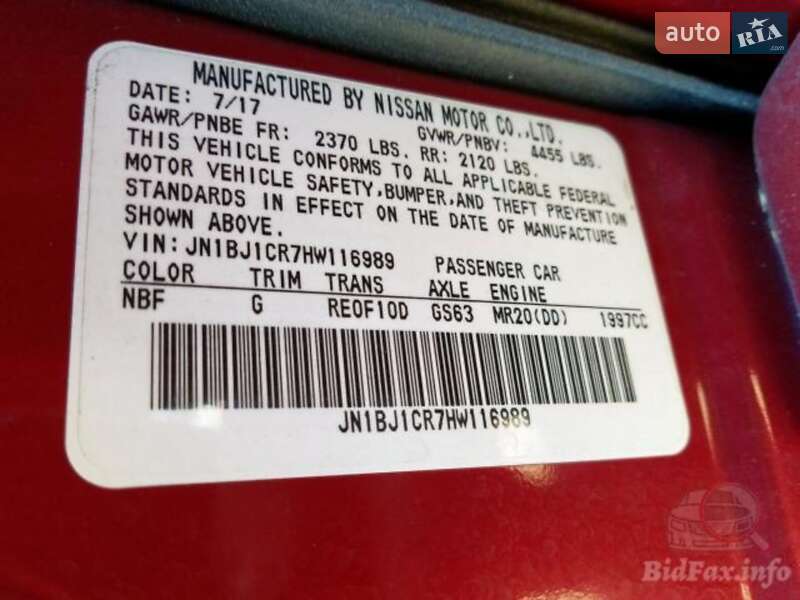 auto RIA
.com
MANUFACTURED BY NISSAN MOTOR CO.,LTD.
DATE: 7/17 GVWR/PNBV: 4455 LBS.
GAWR/PNBE FR: 2370 LBS. RR: 2120 LBS.
THIS VEHICLE CONFORMS TO ALL APPLICABLE FEDERAL
MOTOR VEHICLE SAFETY,BUMPER,AND THEFT PREVENTION
STANDARDS IN EFFECT ON THE DATE OF MANUFACTURE
SHOWN ABOVE.
VIN:JN1BJ1CR7HW116989 PASSENGER CAR
COLOR TRIM TRANS AXLE ENGINE
NBF G RE0F10D GS63 MR20(DD) 1997CC
JN1BJ1CR7HW116989
BidFax.info